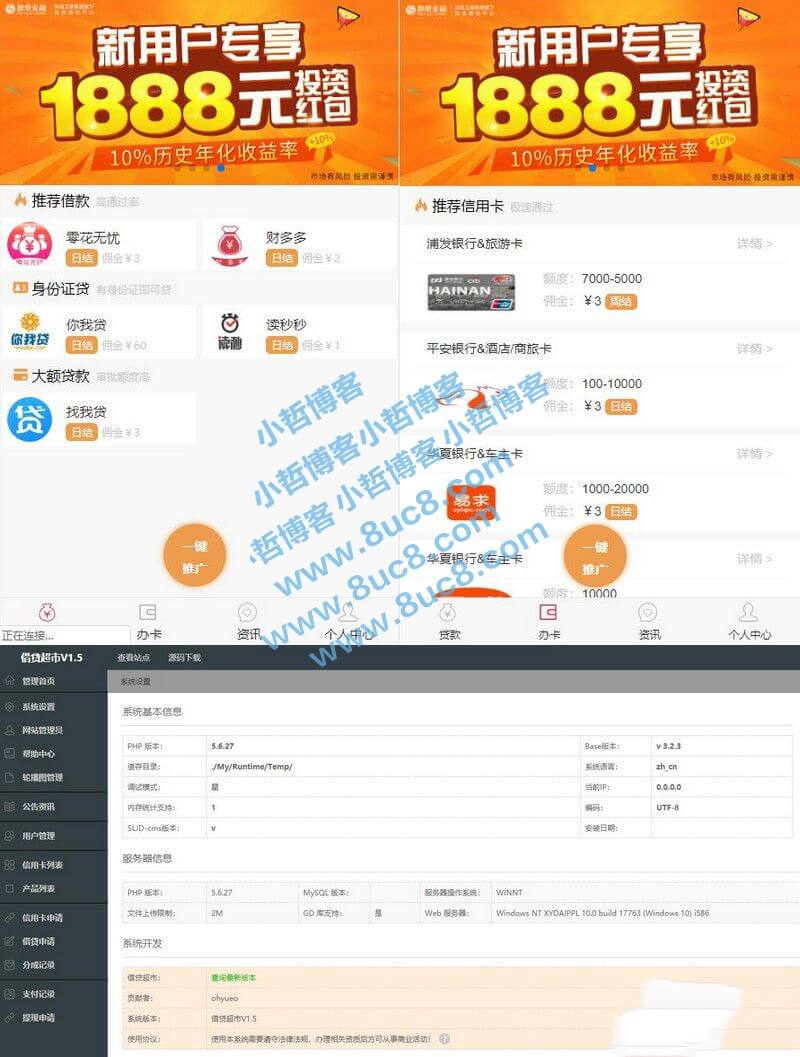 凤凰金融
新用户专享
1888元投资红包
+10%
10%历史年化收益率
市场有风险 投资需谨慎
推荐借款 高通过率
零花无忧
日结 佣金￥3
财多多
日结 佣金￥2
身份证贷 有身份证即可贷
你我贷
你我贷
日结 佣金￥60
读秒
读秒秒
日结 佣金￥1
大额贷款 审批额度高
贷
找我贷
日结 佣金￥3
一键
推广
正在连接...
办卡
资讯
个人中心
凤凰金融
新用户专享
1888元投资红包
+10%
10%历史年化收益率
市场有风险 投资需谨慎
推荐信用卡 极速通过
浦发银行&旅游卡 详情 >
HAINAN
额度： 7000-5000
佣金： ￥3 周结
平安银行&酒店/商旅卡 详情 >
额度： 100-10000
佣金： ￥3 日结
华夏银行&车主卡 详情 >
易求
额度： 1000-20000
佣金： ￥3 日结
华夏银行&车主卡 详情 >
额度： 10000
一键
推广
贷款
办卡
资讯
个人中心
小哲博客
小哲博客小哲博客
小哲博客 小哲博客小哲博客
www.8uc8.com
www.8uc8.com
www.8uc8.com
借贷超市V1.5 查看站点 源码下载
管理首页
系统设置
网站管理员
帮助中心
轮播图管理
公告资讯
用户管理
信用卡列表
产品列表
信用卡申请
借贷申请
分成记录
支付记录
提现申请
系统设置
系统基本信息
PHP 版本： 5.6.27 Base版本： v 3.2.3
缓存目录： ./My/Runtime/Temp/ 系统语言： zh_cn
调试模式： 是 当前IP： 0.0.0.0
内存统计支持： 1 编码： UTF-8
SUD-cms版本： v 安装日期：
服务器信息
PHP 版本： 5.6.27 MySQL 版本： 服务器操作系统： WINNT
文件上传限制： 2M GD 库支持： 是 Web 服务器： Windows NT XYDAIPPL 10.0 build 17763 (Windows 10) i586
系统开发
借贷超市： 查询最新版本
贡献者： ohyueo
系统版本： 借贷超市V1.5
使用协议： 使用本系统需要遵守法律法规，办理相关资质后方可从事商业活动！